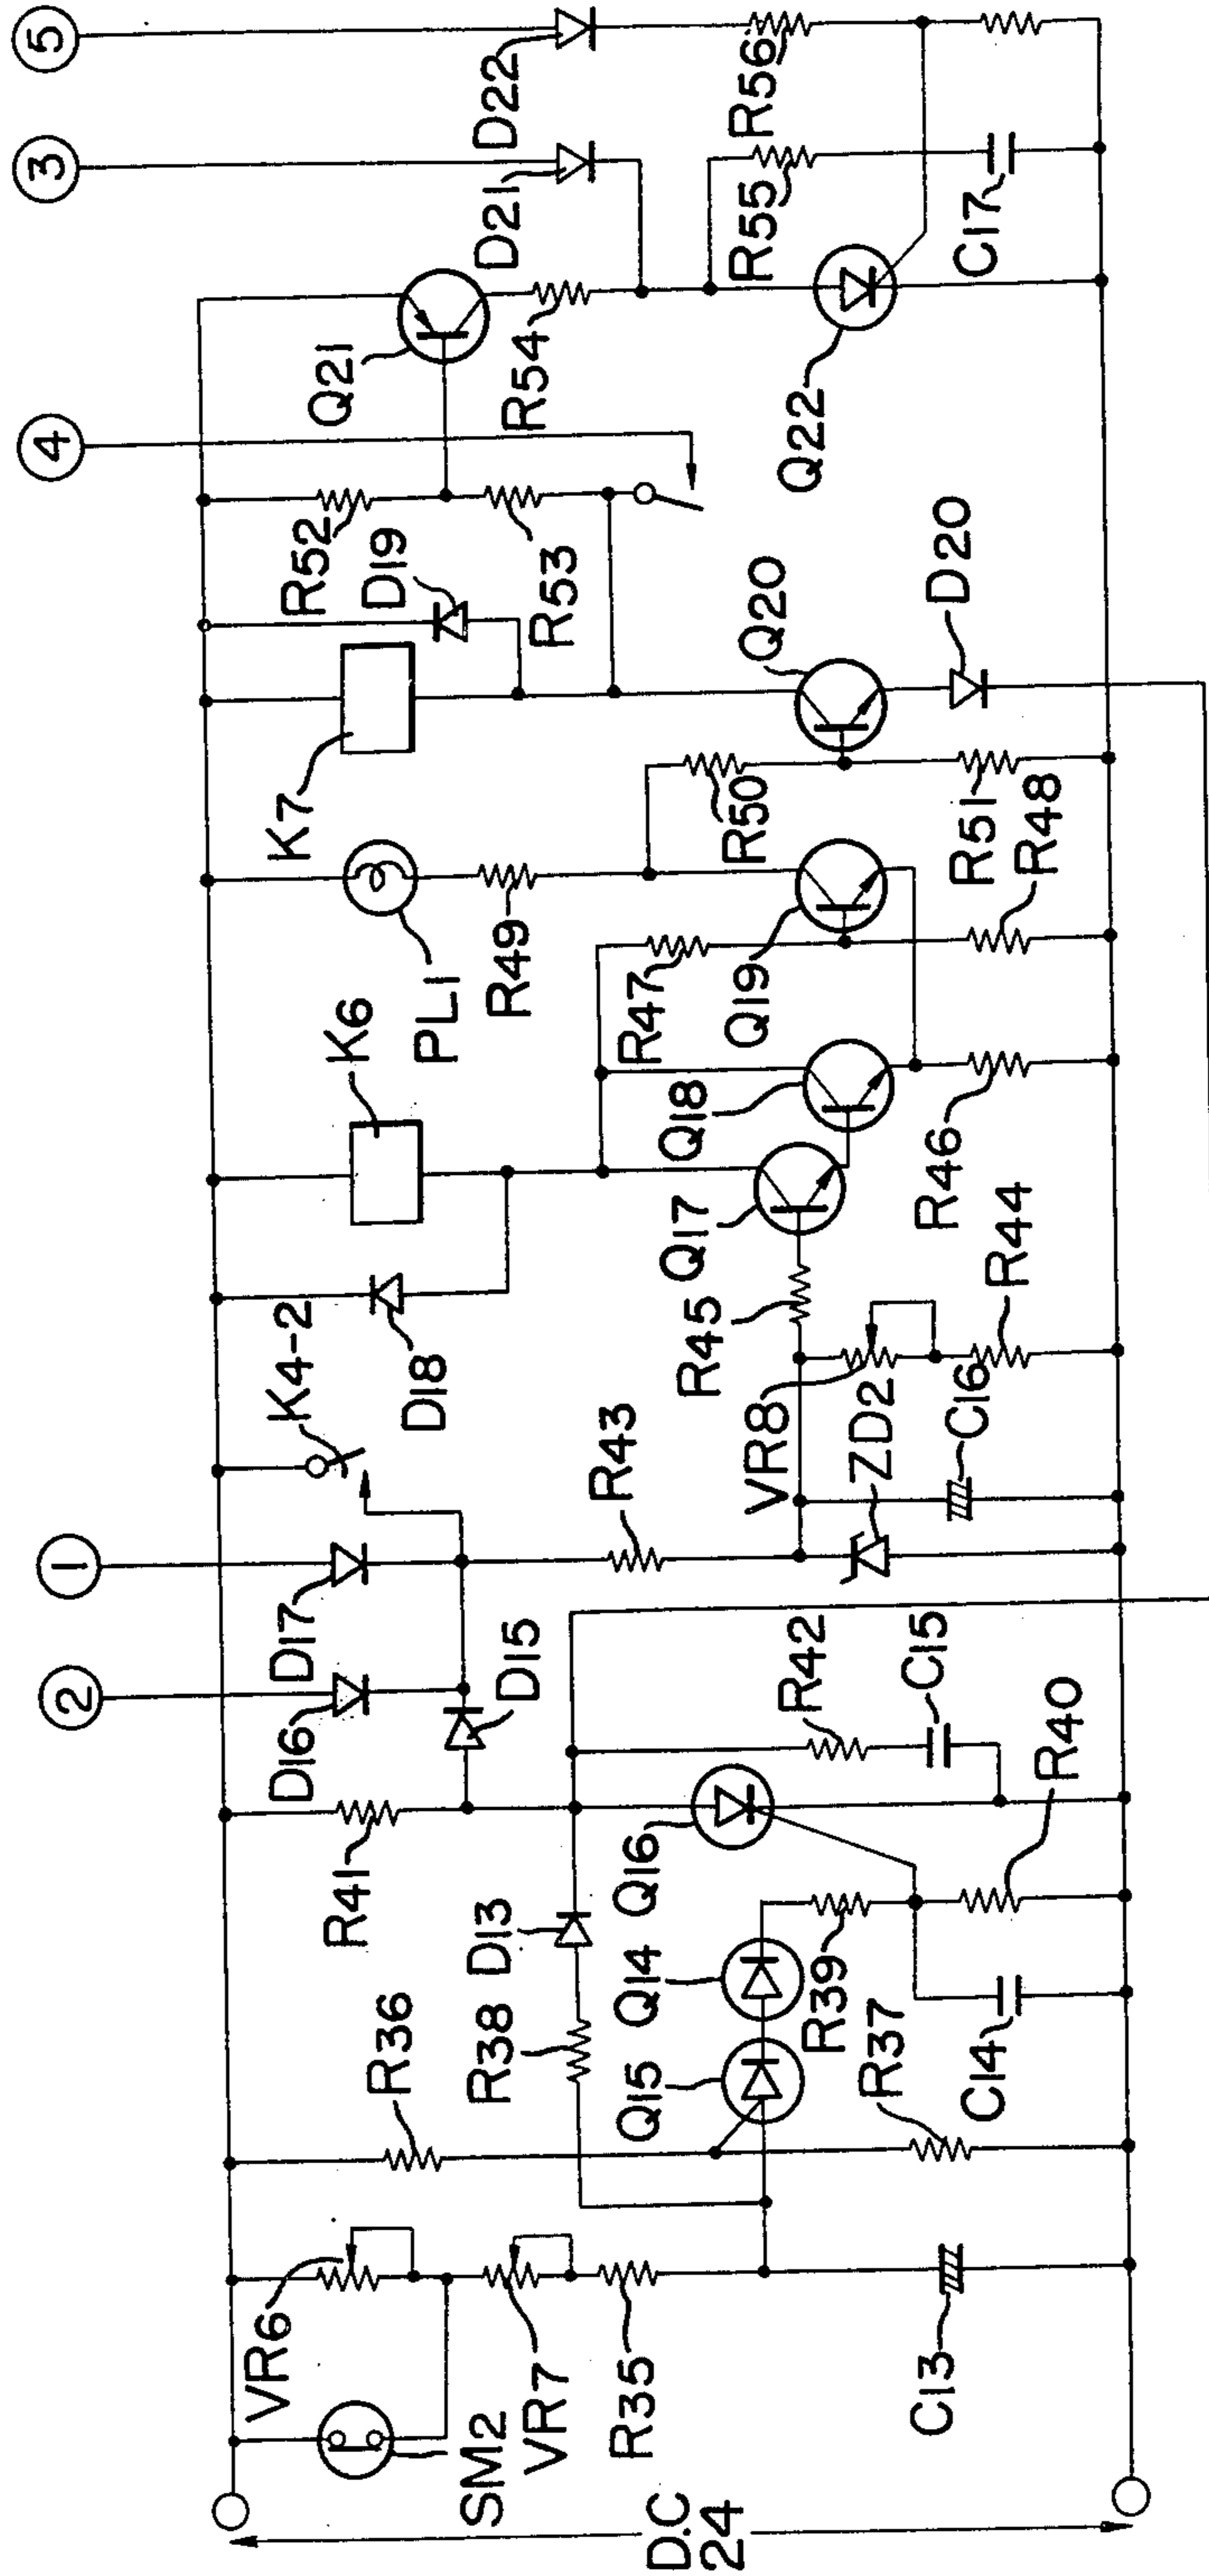 5
3
4
1
2
D22
R56
D21
R55
C17
Q21
R54
Q22
R52
D19
R53
D20
Q20
K7
R50
R51
R48
PL1
R49
Q19
R47
K6
Q18
R46
Q17
R44
K4-2
D18
R45
R43
VR8
ZD2
C16
D17
D16
D15
R42
C15
R41
Q16
R40
D13
Q14
R39
R36
R38
Q15
R37
C14
VR6
SM2
VR7
R35
C13
D.C
24